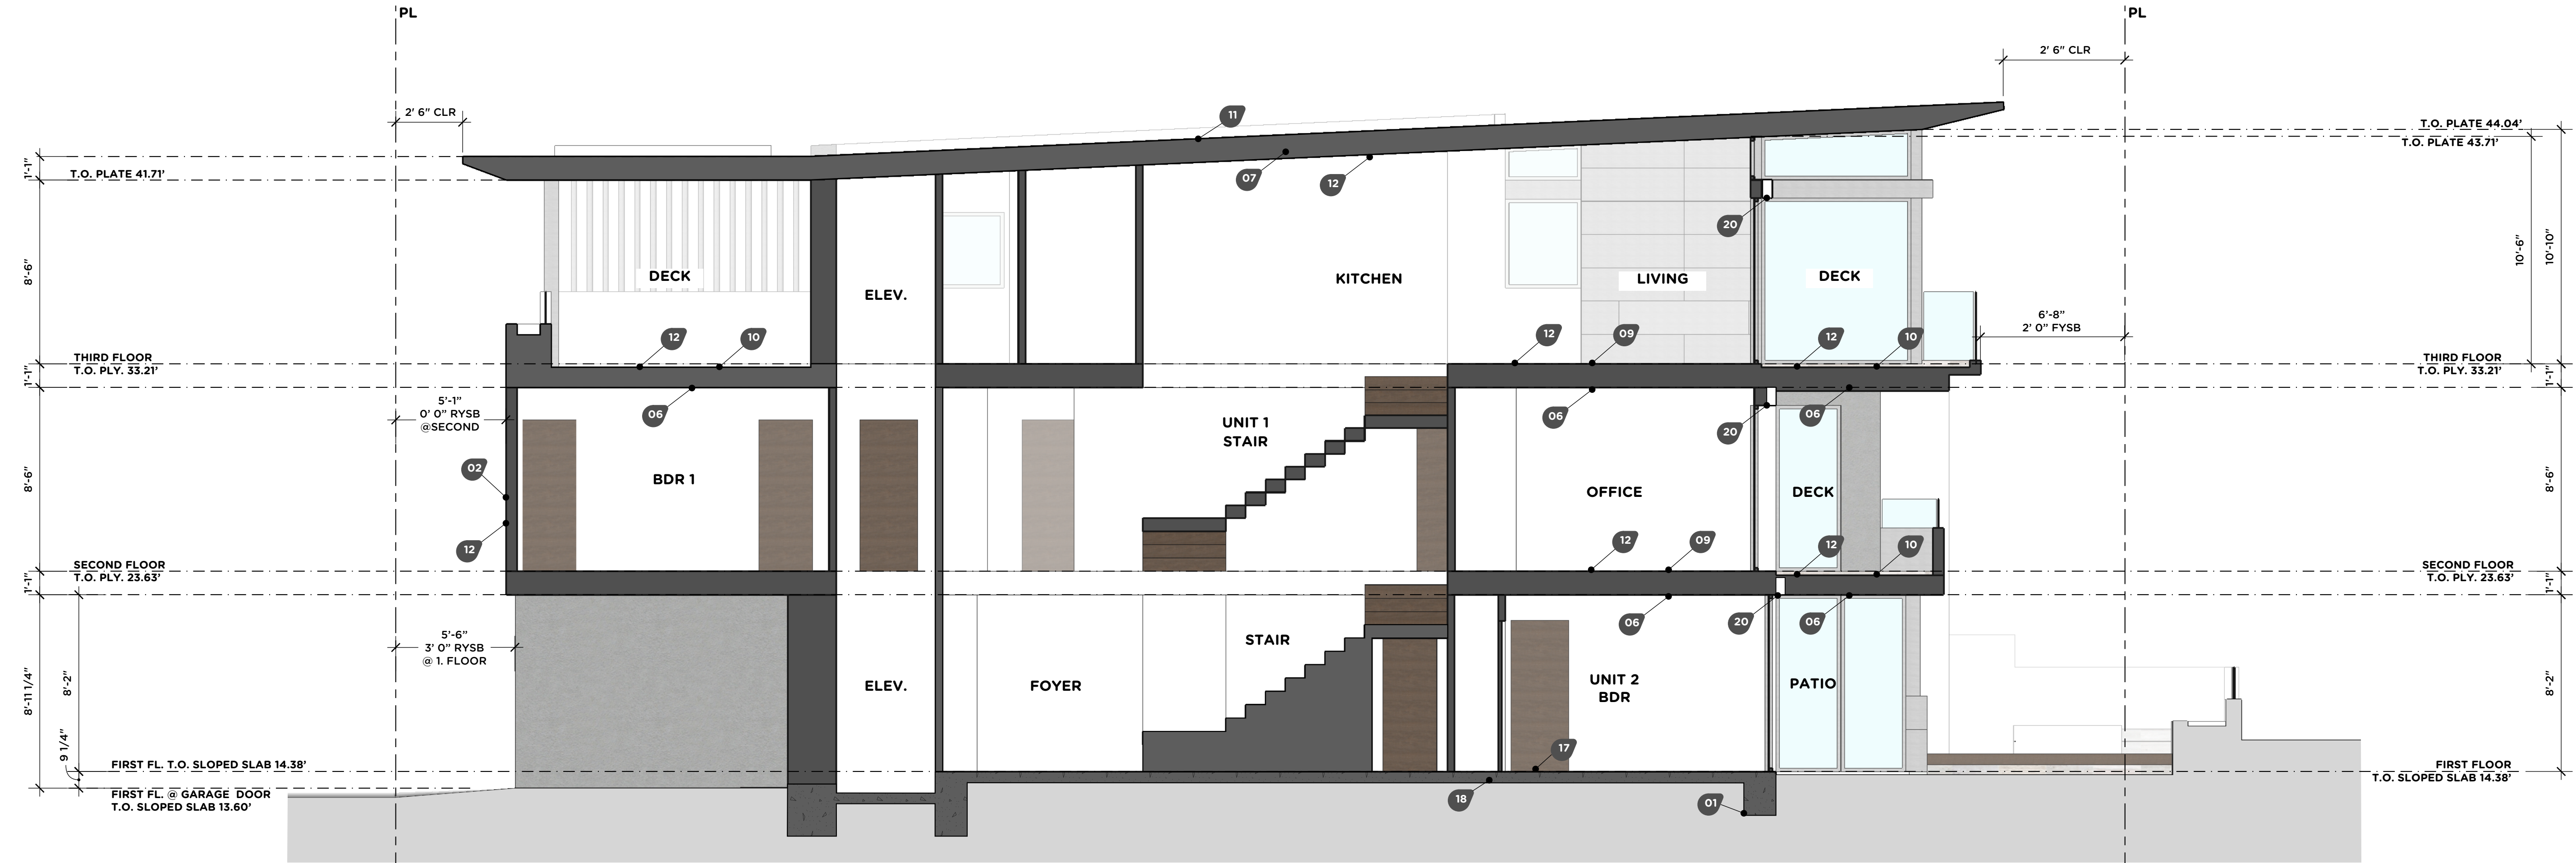 PL
PL
2' 6" CLR
2' 6" CLR
11
T.O. PLATE 44.04'
T.O. PLATE 43.71'
1'-1"
T.O. PLATE 41.71'
07
12
20
8'-6"
DECK
ELEV.
KITCHEN
LIVING
DECK
10'-6"
10'-10"
6'-8"
2' 0" FYSB
12
10
12
09
12
10
THIRD FLOOR
T.O. PLY. 33.21'
THIRD FLOOR
T.O. PLY. 33.21'
1'-1"
1'-1"
5'-1"
0' 0" RYSB
@SECOND
06
06
20
06
UNIT 1
STAIR
02
8'-6"
BDR 1
OFFICE
DECK
8'-6"
12
12
09
12
10
SECOND FLOOR
T.O. PLY. 23.63'
SECOND FLOOR
T.O. PLY. 23.63'
1'-1"
1'-1"
06
20
06
5'-6"
3' 0" RYSB
@ 1. FLOOR
STAIR
8'-11 1/4"
8'-2"
ELEV.
FOYER
UNIT 2
BDR
PATIO
8'-2"
9 1/4"
17
FIRST FL. T.O. SLOPED SLAB 14.38'
FIRST FLOOR
T.O. SLOPED SLAB 14.38'
FIRST FL. @ GARAGE DOOR
T.O. SLOPED SLAB 13.60'
18
01